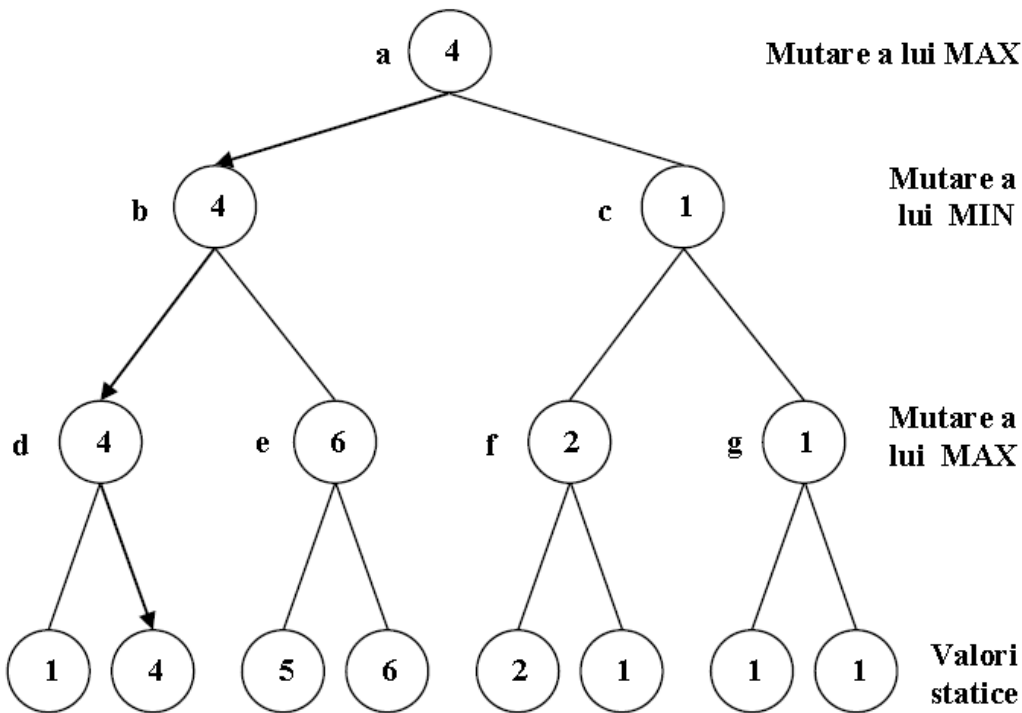 a 4 Mutare a lui MAX
b 4 c 1 Mutare a
lui MIN
d 4 e 6 f 2 g 1 Mutare a
lui MAX
1 4 5 6 2 1 1 1 Valori
statice